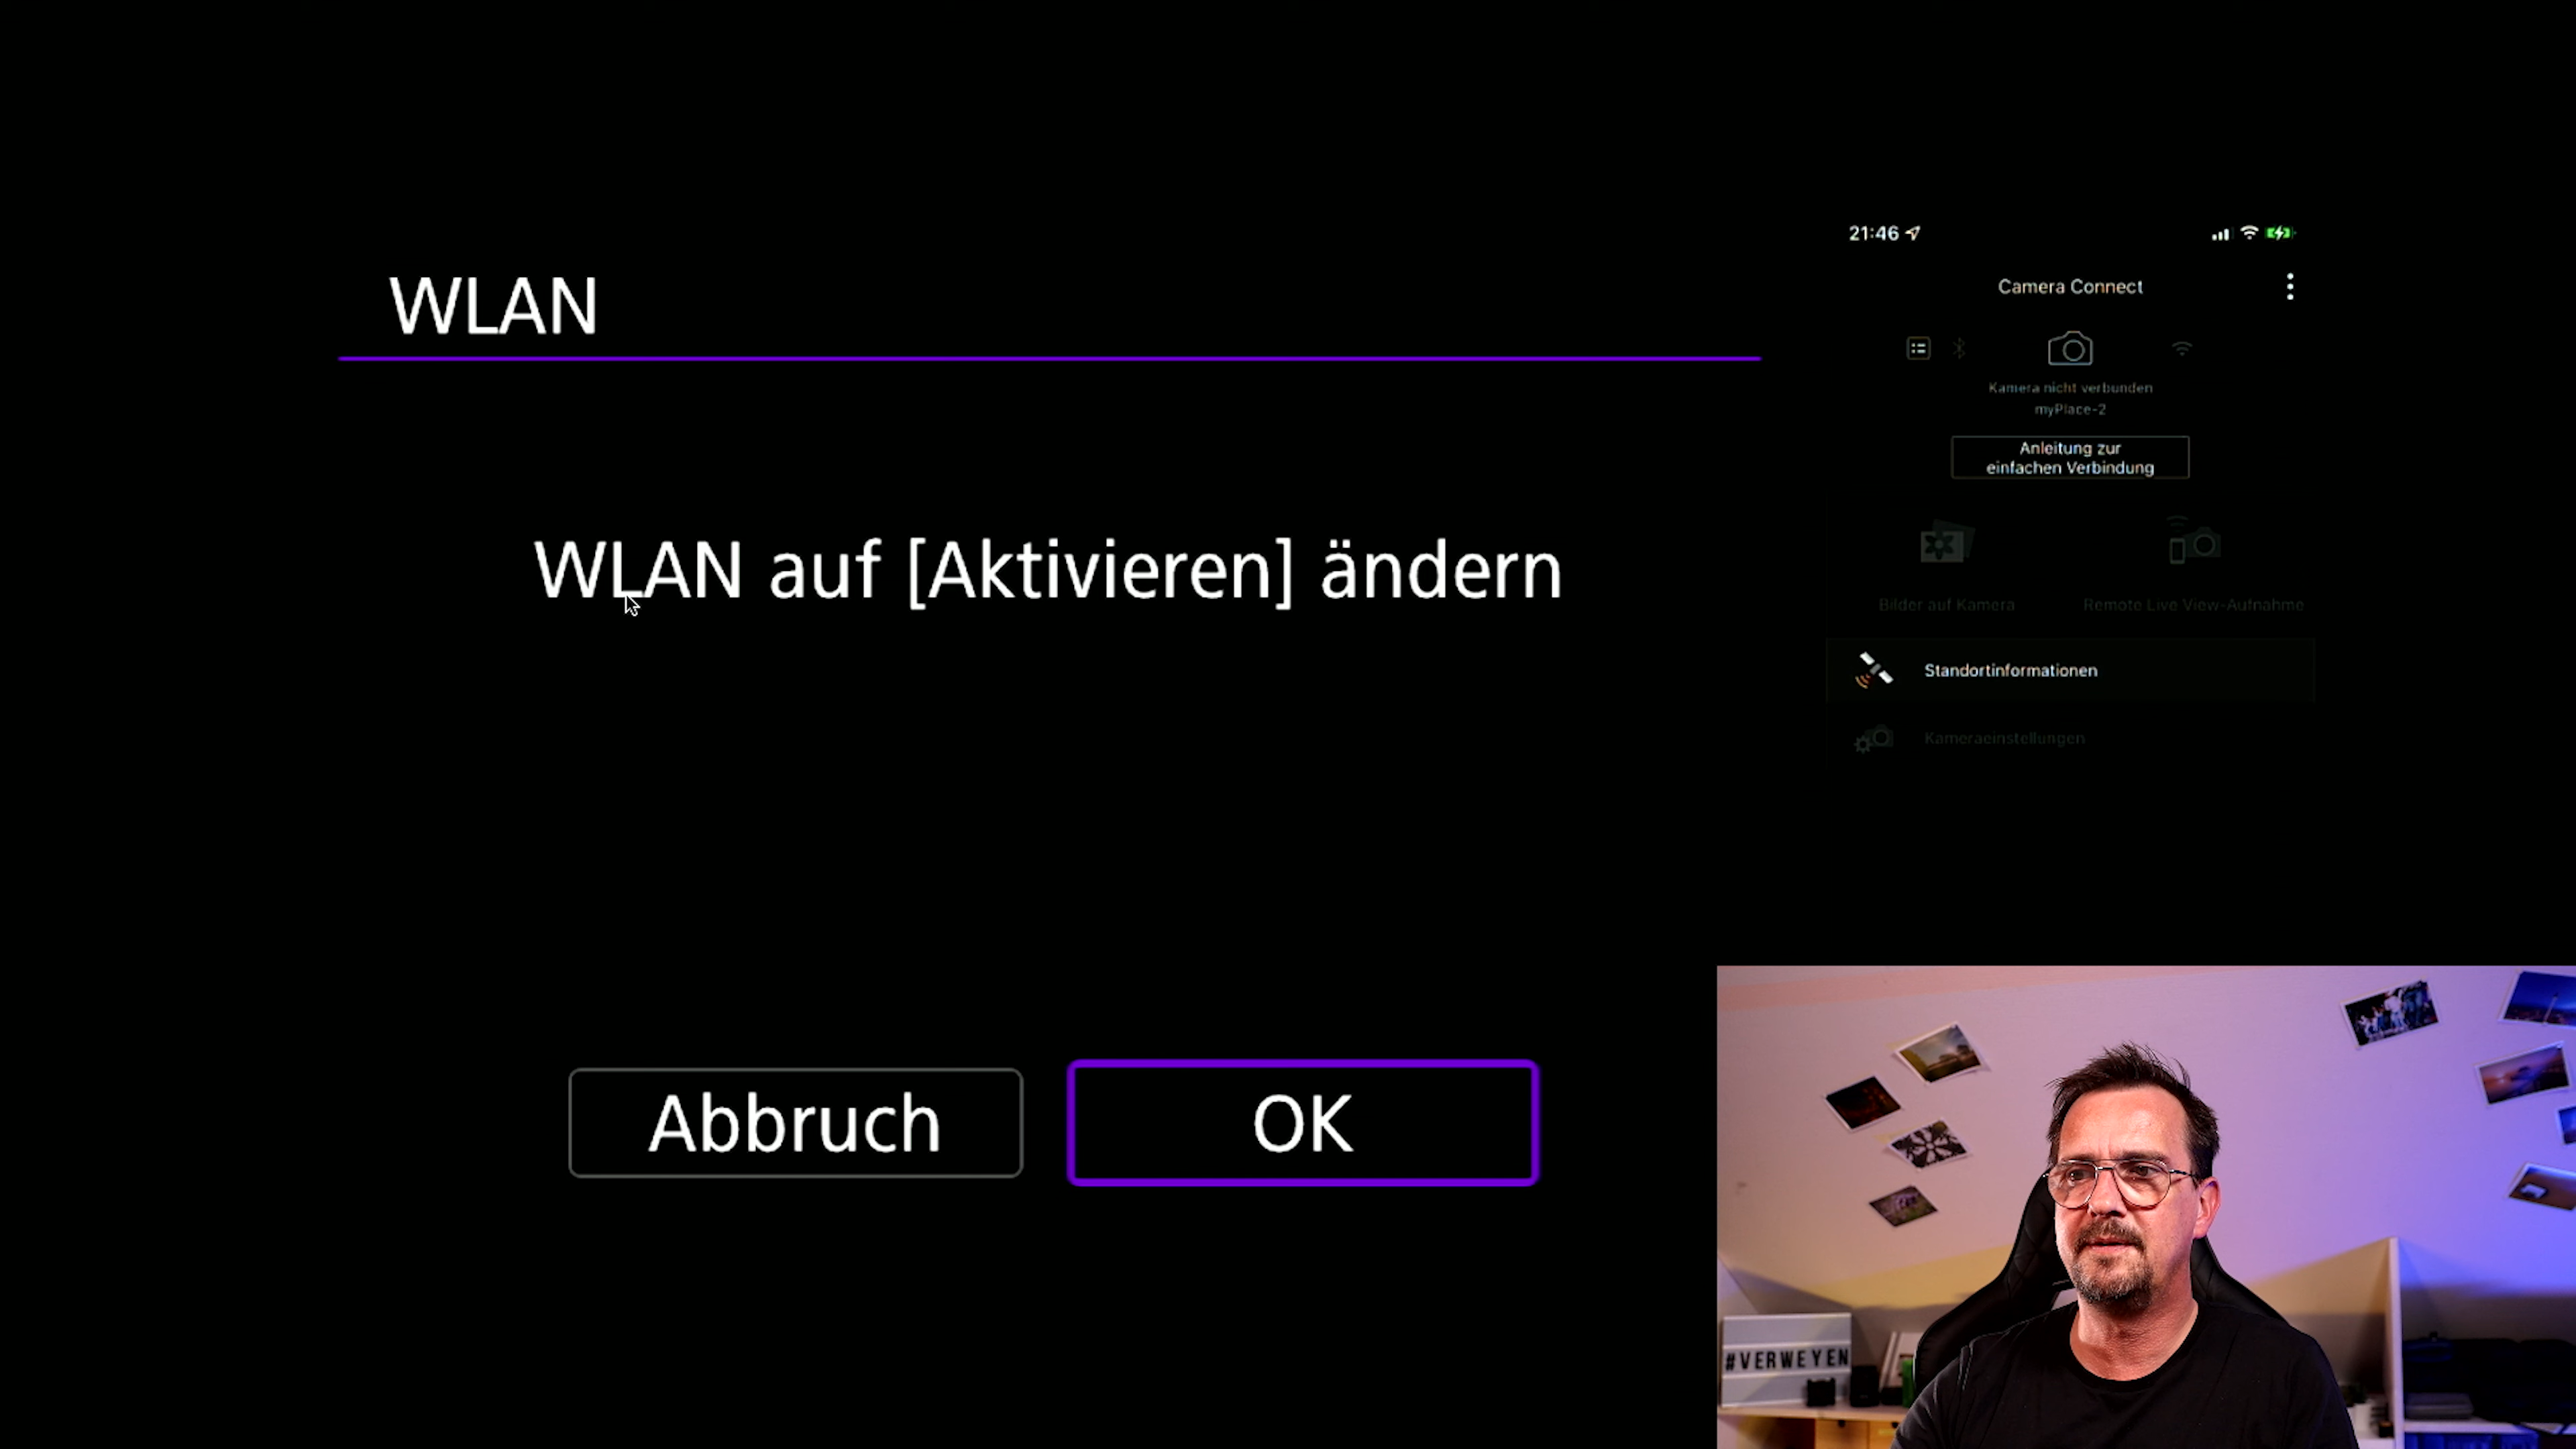 WLAN
WLAN auf [Aktivieren] ändern
Abbruch
OK
21:46
Camera Connect
Kamera nicht verbunden
myPlace-2
Anleitung zur
einfachen Verbindung
Bilder auf Kamera
Remote Live View-Aufnahme
Standortinformationen
Kameraeinstellungen
#VERWEYEN